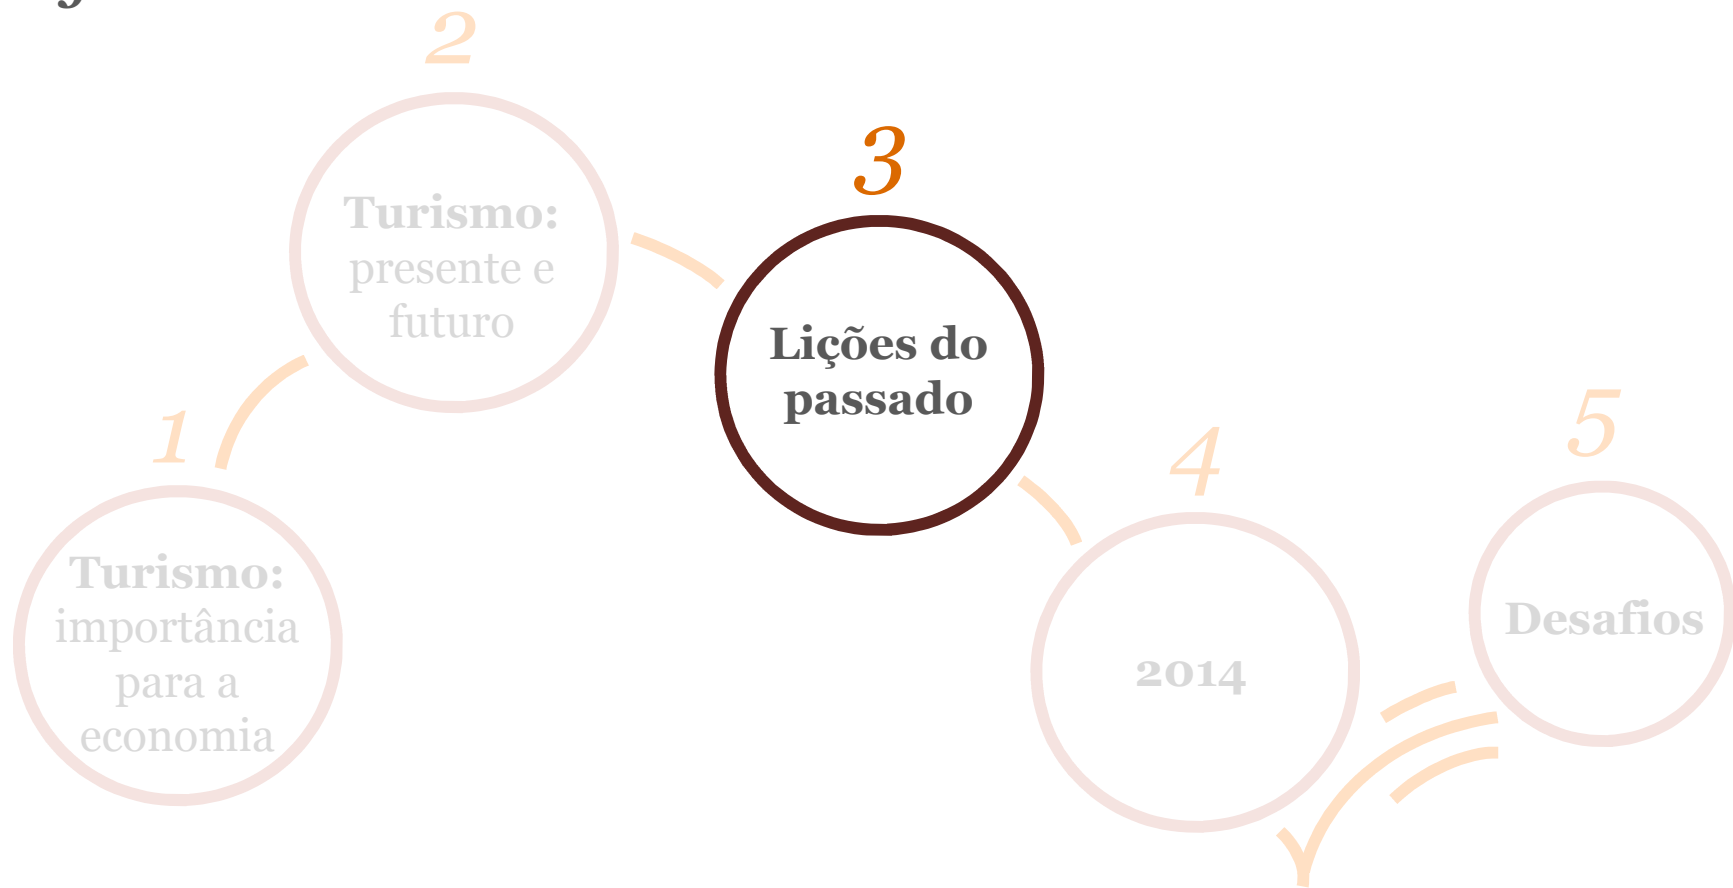 1
Turismo:
importância
para a
economia
2
Turismo:
presente e
futuro
3
Lições do
passado
4
2014
5
Desafios